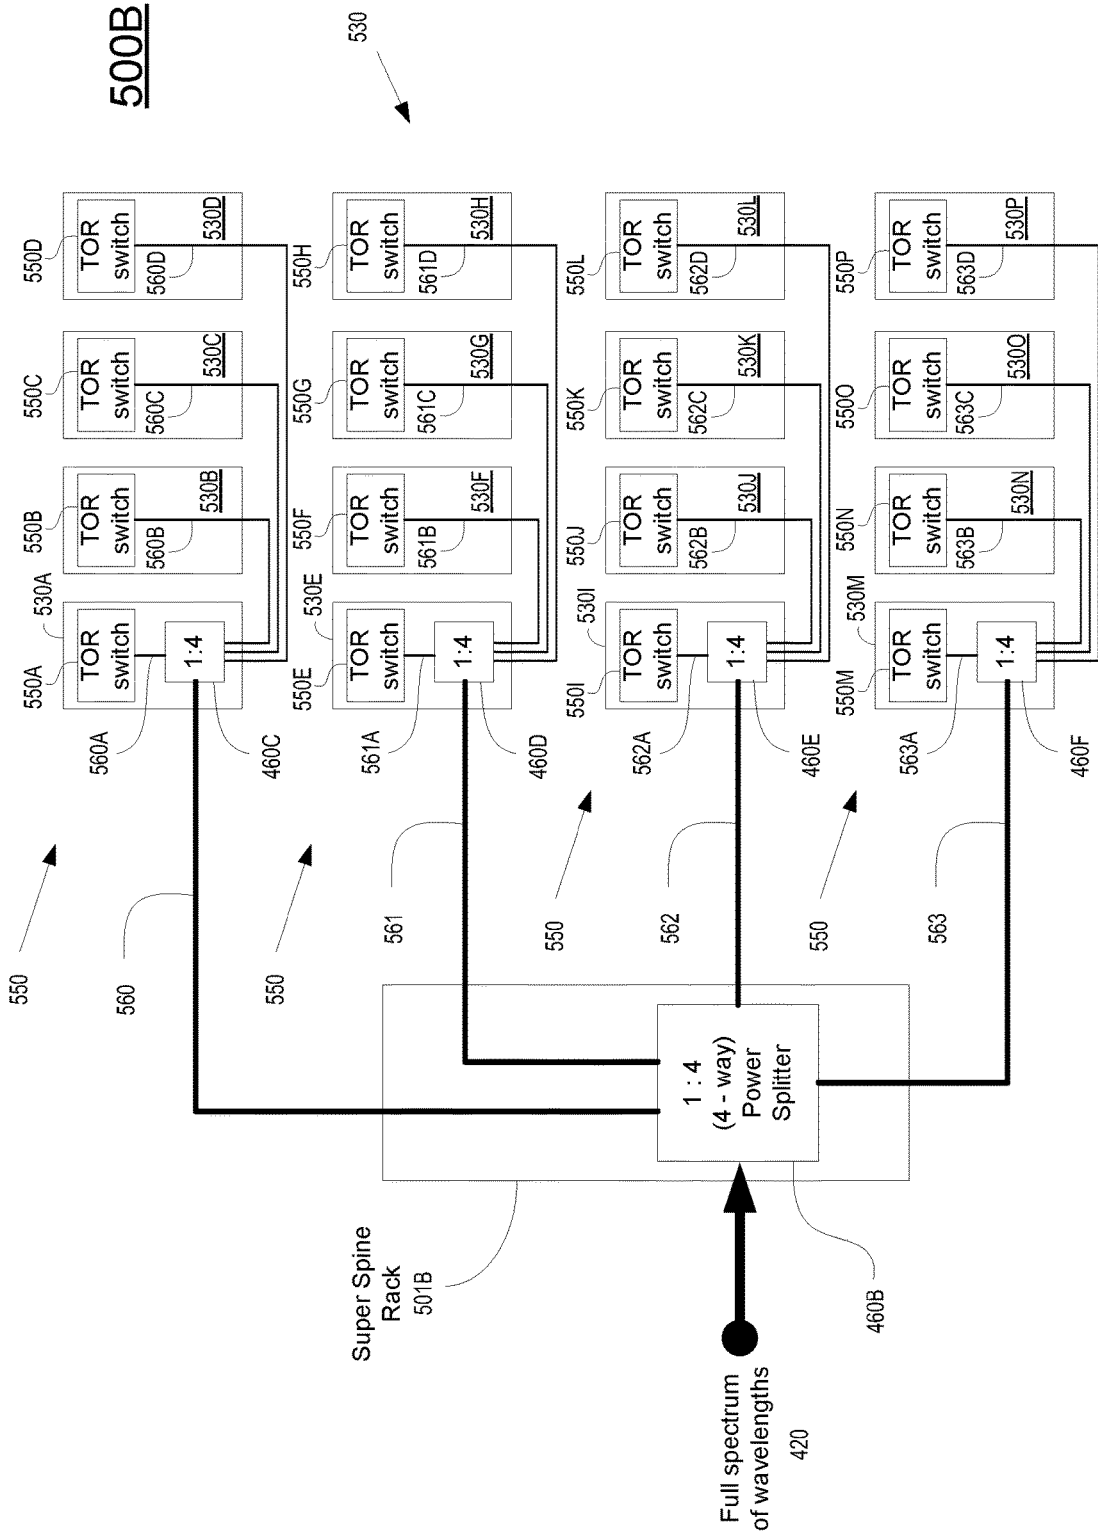 500B
530
550D
TOR
switch
560D
530D
550C
TOR
switch
560C
530C
550B
TOR
switch
560B
530B
530A
550A
TOR
switch
560A
1:4
460C
550H
TOR
switch
561D
530H
550G
TOR
switch
561C
530G
550F
TOR
switch
561B
530F
530E
550E
TOR
switch
561A
1:4
460D
550L
TOR
switch
562D
530L
550K
TOR
switch
562C
530K
550J
TOR
switch
562B
530J
530I
550I
TOR
switch
562A
1:4
460E
550P
TOR
switch
563D
530P
550O
TOR
switch
563C
530O
550N
TOR
switch
563B
530N
530M
550M
TOR
switch
563A
1:4
460F
550
560
550
561
550
562
550
563
Super Spine
Rack
501B
1 : 4
(4 - way)
Power
Splitter
460B
Full spectrum
of wavelengths
420